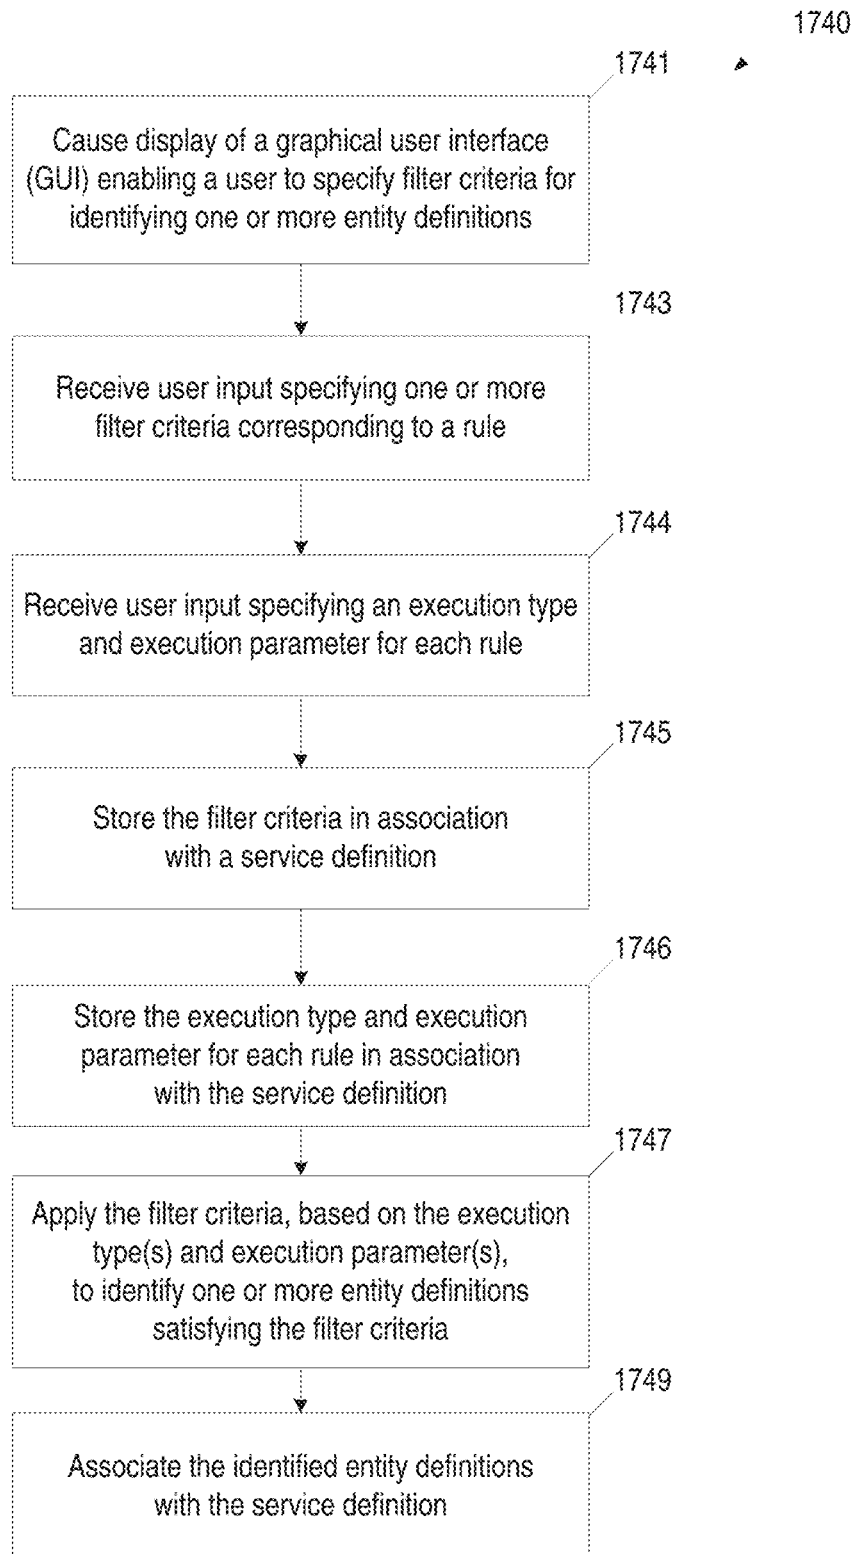 1740
1741
Cause display of a graphical user interface
(GUI) enabling a user to specify filter criteria for
identifying one or more entity definitions
1743
Receive user input specifying one or more
filter criteria corresponding to a rule
1744
Receive user input specifying an execution type
and execution parameter for each rule
1745
Store the filter criteria in association
with a service definition
1746
Store the execution type and execution
parameter for each rule in association
with the service definition
1747
Apply the filter criteria, based on the execution
type(s) and execution parameter(s),
to identify one or more entity definitions
satisfying the filter criteria
1749
Associate the identified entity definitions
with the service definition